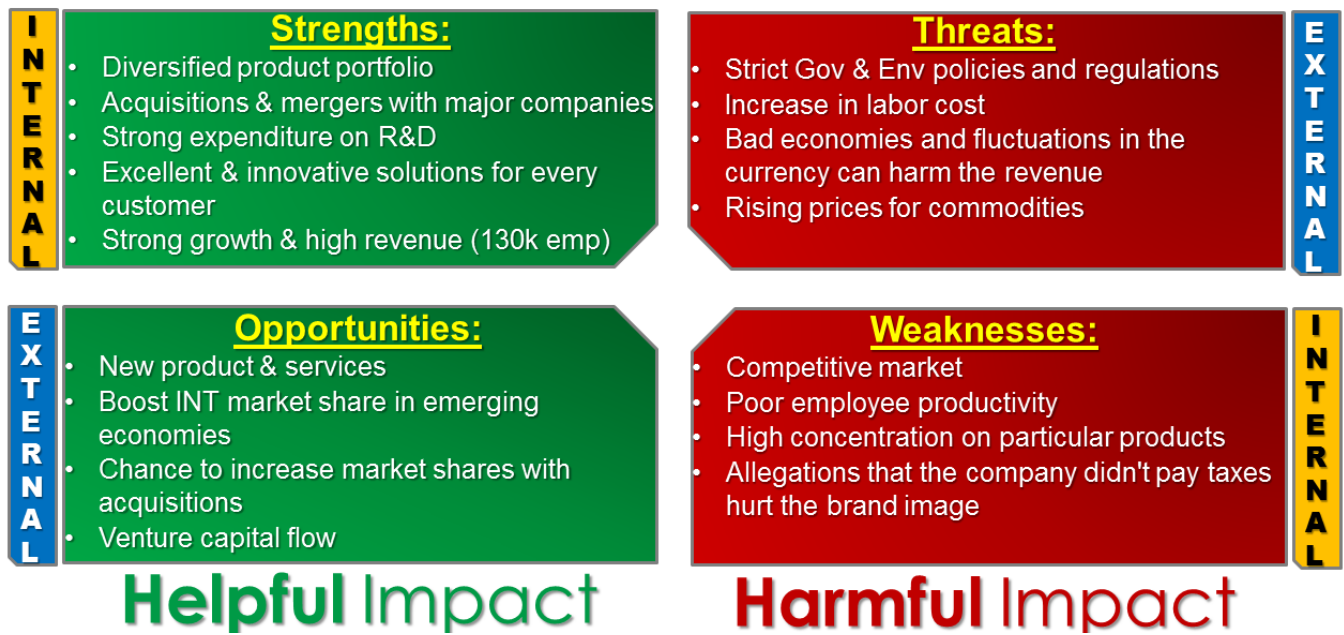 INTERNAL
Strengths:
• Diversified product portfolio
• Acquisitions & mergers with major companies
• Strong expenditure on R&D
• Excellent & innovative solutions for every
customer
• Strong growth & high revenue (130k emp)
Threats:
• Strict Gov & Env policies and regulations
• Increase in labor cost
• Bad economies and fluctuations in the
currency can harm the revenue
• Rising prices for commodities
EXTERNAL
EXTERNAL
Opportunities:
• New product & services
• Boost INT market share in emerging
economies
• Chance to increase market shares with
acquisitions
• Venture capital flow
Weaknesses:
• Competitive market
• Poor employee productivity
• High concentration on particular products
• Allegations that the company didn't pay taxes
hurt the brand image
INTERNAL
Helpful Impact
Harmful Impact